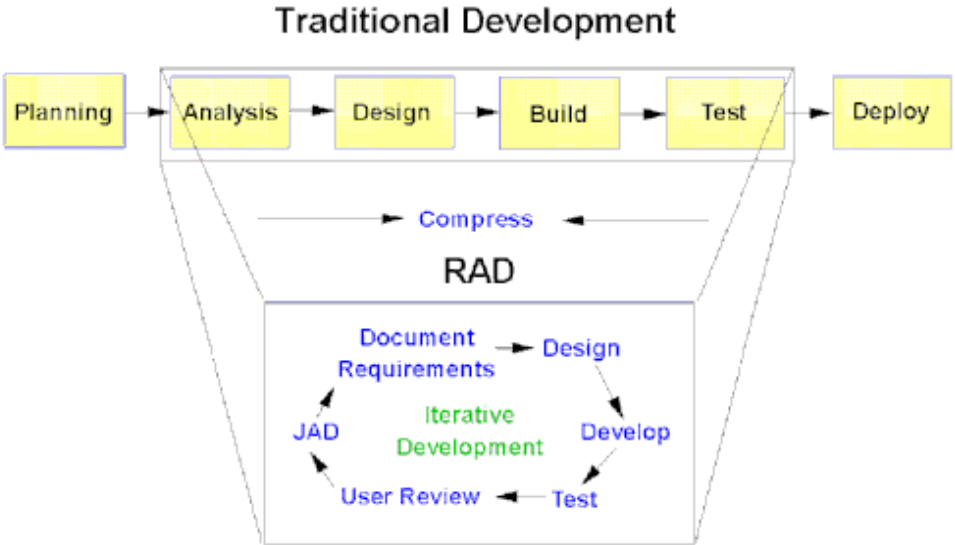 Traditional Development
Planning
Analysis
Design
Build
Test
Deploy
Compress
RAD
Document
Requirements
Design
Iterative
Development
JAD
Develop
User Review
Test